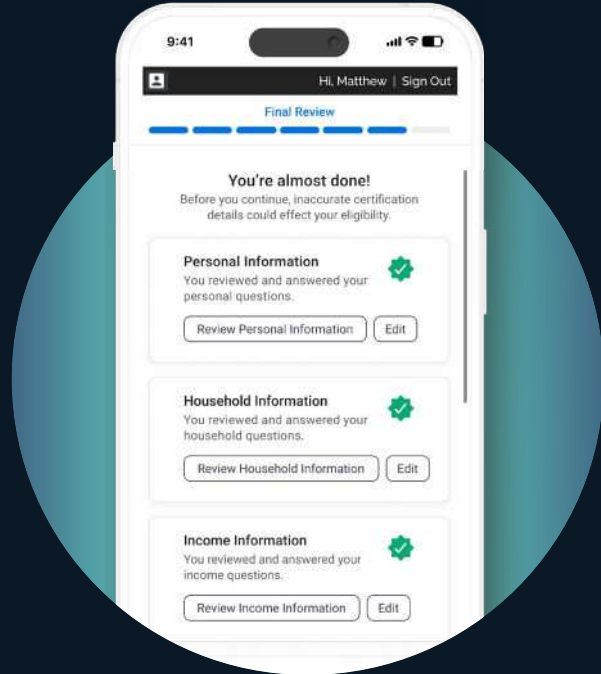 9:41
Hi, Matthew | Sign Out
Final Review
You're almost done!
Before you continue, inaccurate certification
details could effect your eligibility.
Personal Information
You reviewed and answered your
personal questions.
Review Personal Information
Edit
Household Information
You reviewed and answered your
household questions.
Review Household Information
Edit
Income Information
You reviewed and answered your
income questions.
Review Income Information
Edit